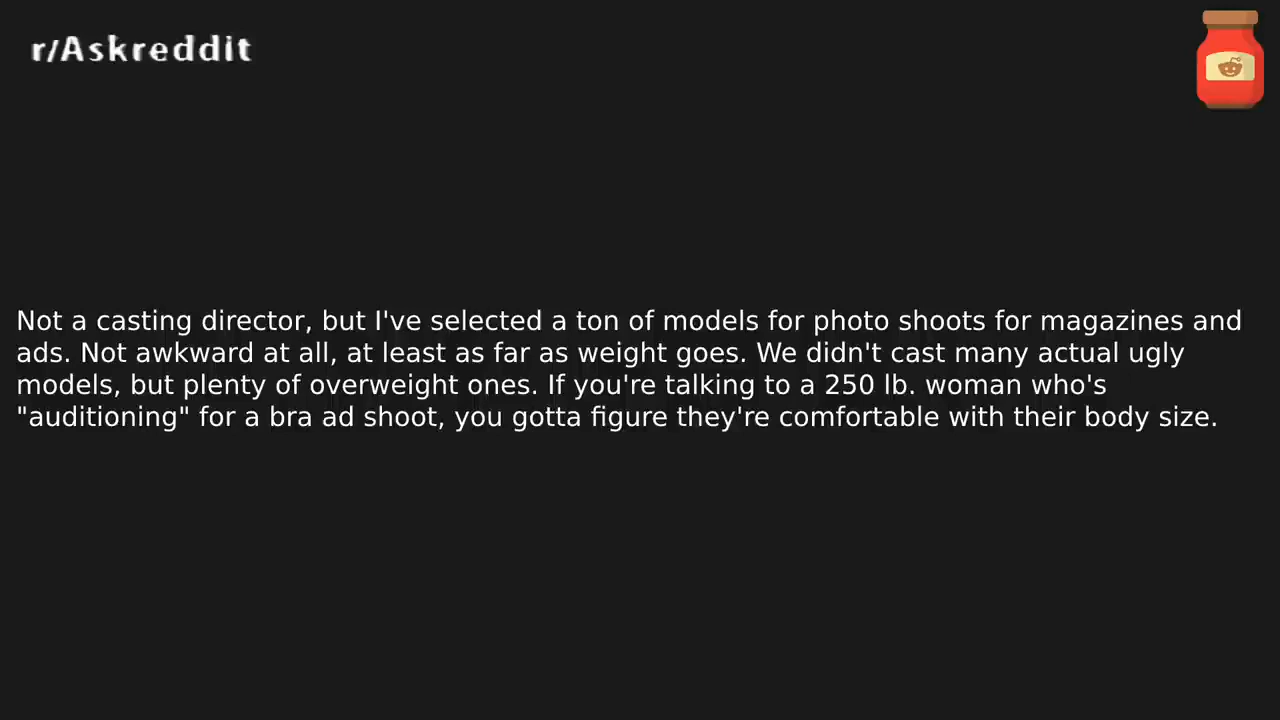 r/Askreddit
Not a casting director, but I've selected a ton of models for photo shoots for magazines and
ads. Not awkward at all, at least as far as weight goes. We didn't cast many actual ugly
models, but plenty of overweight ones. If you're talking to a 250 lb. woman who's
"auditioning" for a bra ad shoot, you gotta figure they're comfortable with their body size.